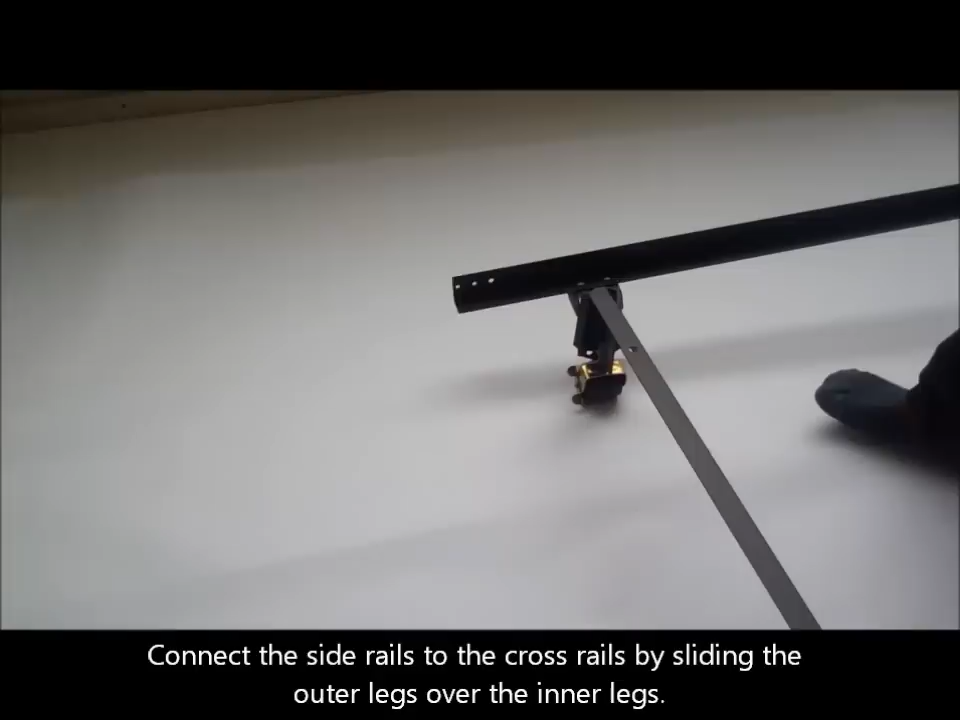 Connect the side rails to the cross rails by sliding the
outer legs over the inner legs.